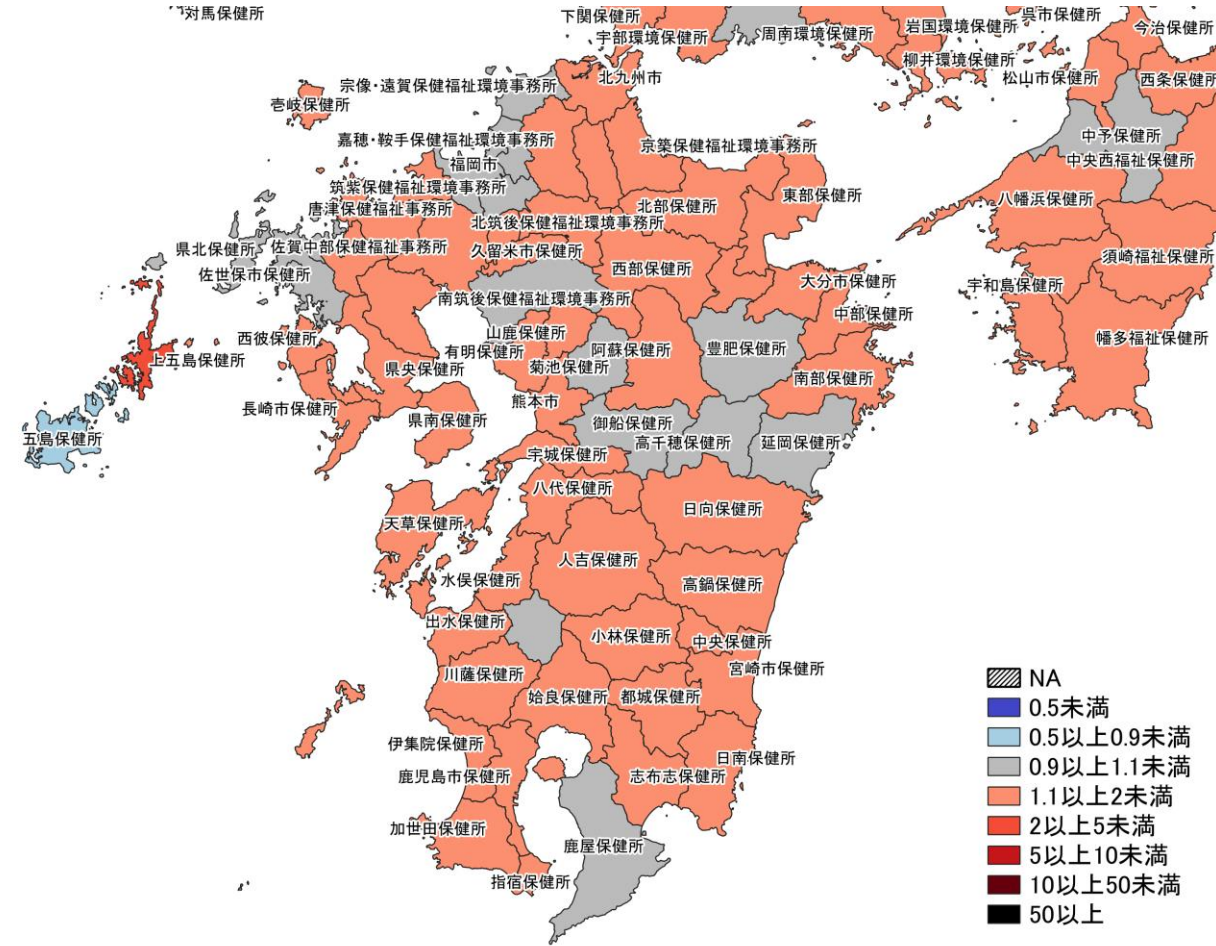 対馬保健所
下関保健所
宇部環境保健所
周南環境保健所
岩国環境保健所
呉市保健所
今治保健所
柳井環境保健所
松山市保健所
西条保健所
北九州市
宗像・遠賀保健福祉環境事務所
壱岐保健所
嘉穂・鞍手保健福祉環境事務所
京築保健福祉環境事務所
中予保健所
福岡市
中央西福祉保健所
筑紫保健福祉環境事務所
東部保健所
八幡浜保健所
唐津保健福祉事務所
北部保健所
北筑後保健福祉環境事務所
県北保健所
佐賀中部保健福祉事務所
久留米市保健所
須崎福祉保健所
佐世保市保健所
西部保健所
大分市保健所
宇和島保健所
南筑後保健福祉環境事務所
中部保健所
西彼保健所
山鹿保健所
幡多福祉保健所
上五島保健所
有明保健所
阿蘇保健所
豊肥保健所
県央保健所
菊池保健所
南部保健所
長崎市保健所
熊本市
県南保健所
御船保健所
五島保健所
高千穂保健所
延岡保健所
宇城保健所
八代保健所
日向保健所
天草保健所
人吉保健所
水俣保健所
高鍋保健所
出水保健所
小林保健所
中央保健所
宮崎市保健所
川薩保健所
姶良保健所
都城保健所
伊集院保健所
日南保健所
鹿児島市保健所
志布志保健所
加世田保健所
鹿屋保健所
指宿保健所
NA
0.5未満
0.5以上0.9未満
0.9以上1.1未満
1.1以上2未満
2以上5未満
5以上10未満
10以上50未満
50以上